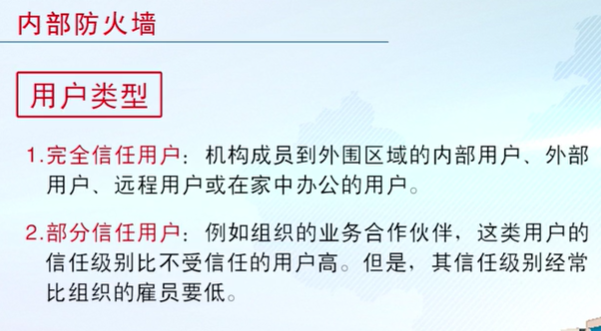 内部防火墙
用户类型
1.完全信任用户：机构成员到外围区域的内部用户、外部
用户、远程用户或在家中办公的用户。
2.部分信任用户：例如组织的业务合作伙伴，这类用户的
信任级别比不受信任的用户高。但是，其信任级别经常
比组织的雇员要低。